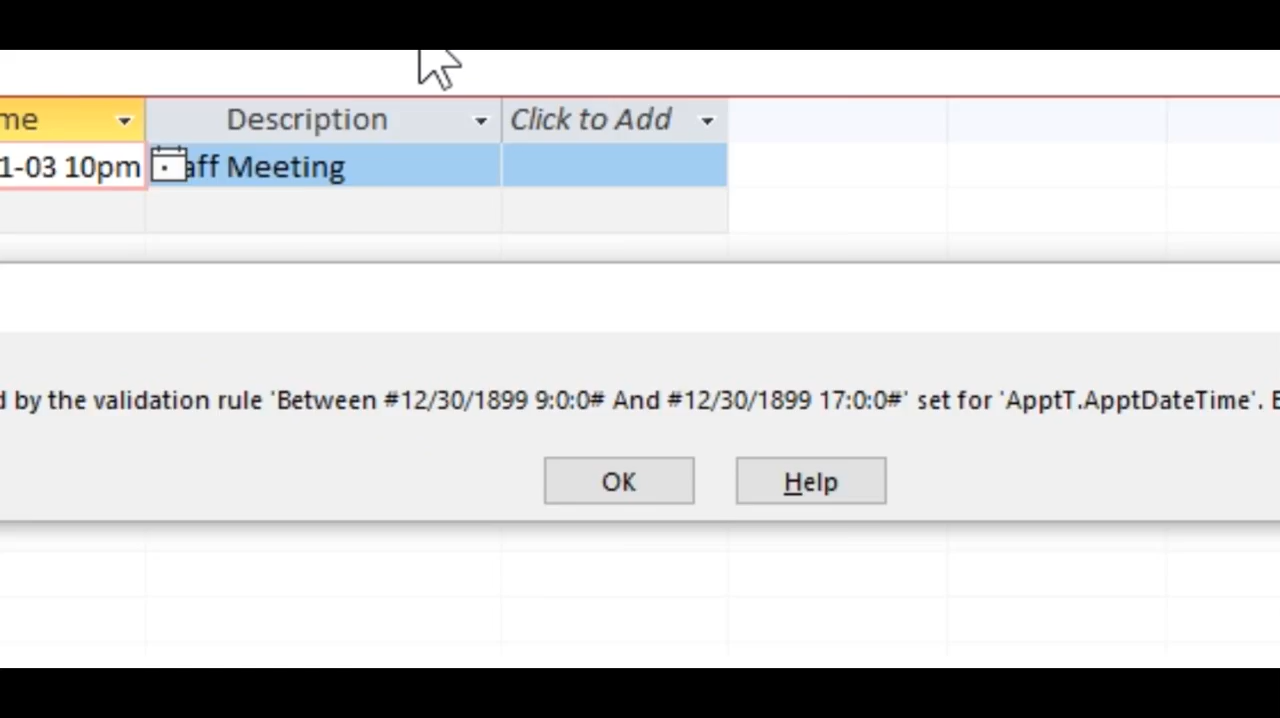 me Description Click to Add
1-03 10pm aff Meeting
d by the validation rule 'Between #12/30/1899 9:0:0# And #12/30/1899 17:0:0#' set for 'ApptT.ApptDateTime'. E
OK Help